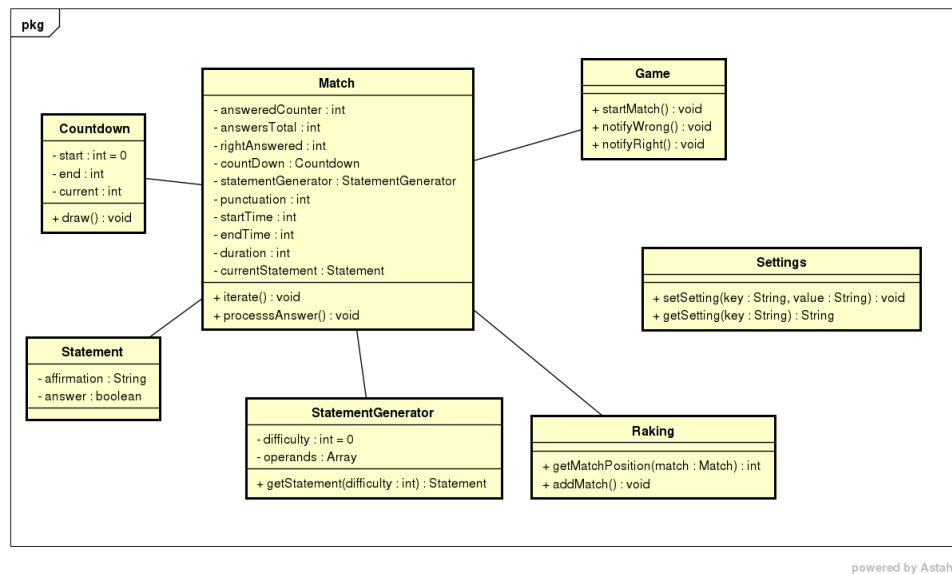 pkg
Match
- answeredCounter : int
- answersTotal : int
- rightAnswered : int
- countDown : Countdown
- statementGenerator : StatementGenerator
- punctuation : int
- startTime : int
- endTime : int
- duration : int
- currentStatement : Statement
+ iterate() : void
+ processsAnswer() : void
Game
+ startMatch() : void
+ notifyWrong() : void
+ notifyRight() : void
Countdown
- start : int = 0
- end : int
- current : int
+ draw() : void
Settings
+ setSetting(key : String, value : String) : void
+ getSetting(key : String) : String
Statement
- affirmation : String
- answer : boolean
StatementGenerator
- difficulty : int = 0
- operands : Array
+ getStatement(difficulty : int) : Statement
Raking
+ getMatchPosition(match : Match) : int
+ addMatch() : void
powered by Astah